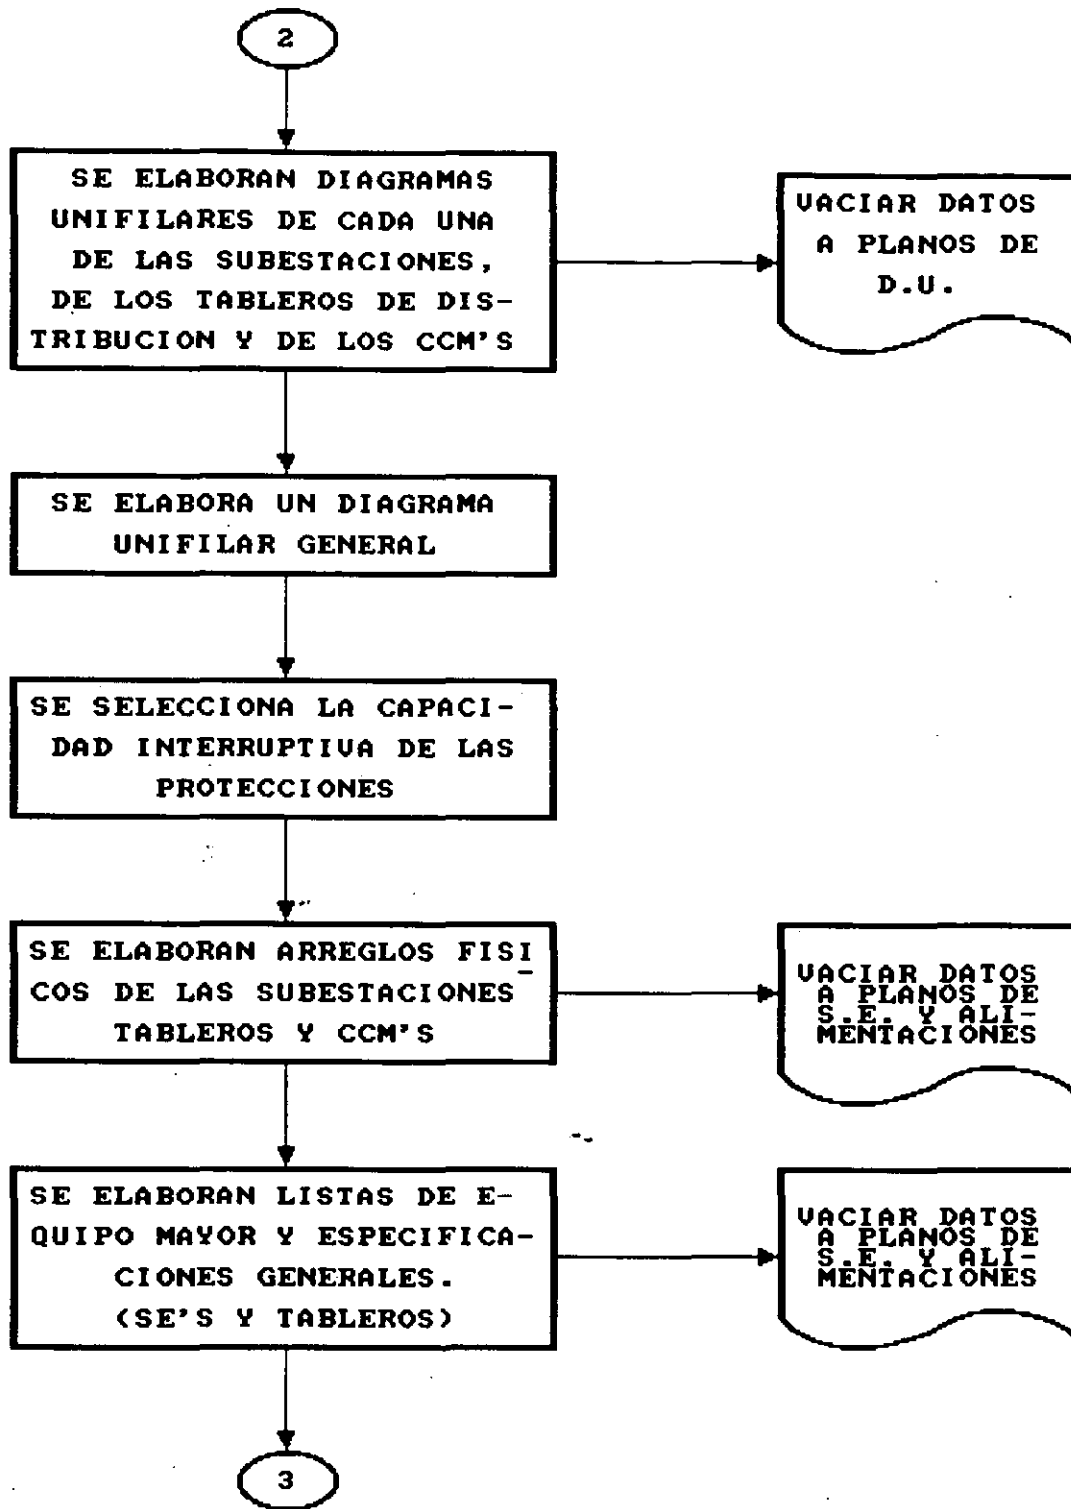 2
SE ELABORAN DIAGRAMAS
UNIFILARES DE CADA UNA
DE LAS SUBESTACIONES,
DE LOS TABLEROS DE DIS-
TRIBUCION Y DE LOS CCM'S
VACIAR DATOS
A PLANOS DE
D.U.
SE ELABORA UN DIAGRAMA
UNIFILAR GENERAL
SE SELECCIONA LA CAPACI-
DAD INTERRUPTIVA DE LAS
PROTECCIONES
SE ELABORAN ARREGLOS FISI
COS DE LAS SUBESTACIONES
TABLEROS Y CCM'S
VACIAR DATOS
A PLANOS DE
S.E. Y ALI-
MENTACIONES
SE ELABORAN LISTAS DE E-
QUIPO MAYOR Y ESPECIFICA-
CIONES GENERALES.
(SE'S Y TABLEROS)
VACIAR DATOS
A PLANOS DE
S.E. Y ALI-
MENTACIONES
3